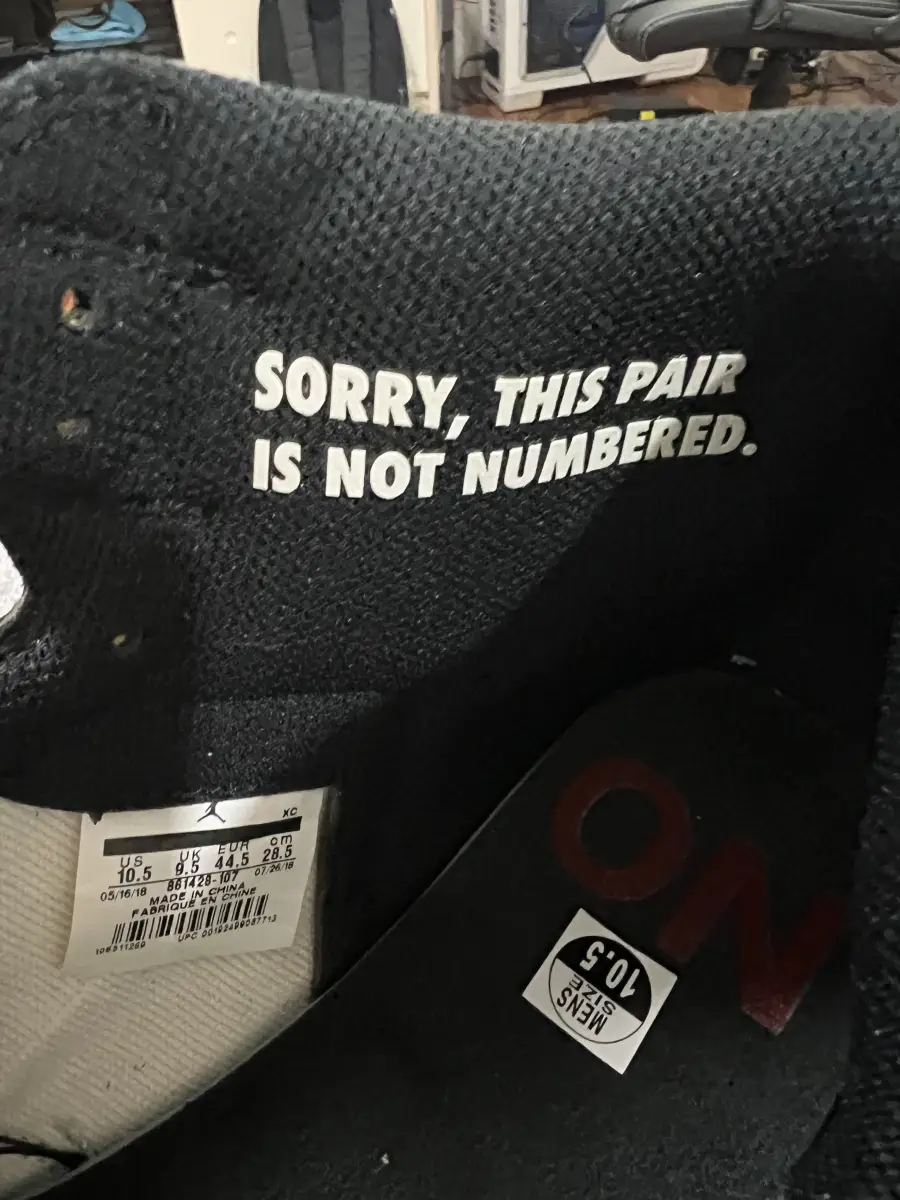 SORRY, THIS PAIR
IS NOT NUMBERED.
XC
US UK EUR cm
10.5 9.5 44.5 28.5
05/16/18 861428-107 07/26/18
MADE IN CHINA
FABRIQUE EN CHINE
UPC 00192499087713
10.5
MENS
SIZE
ON